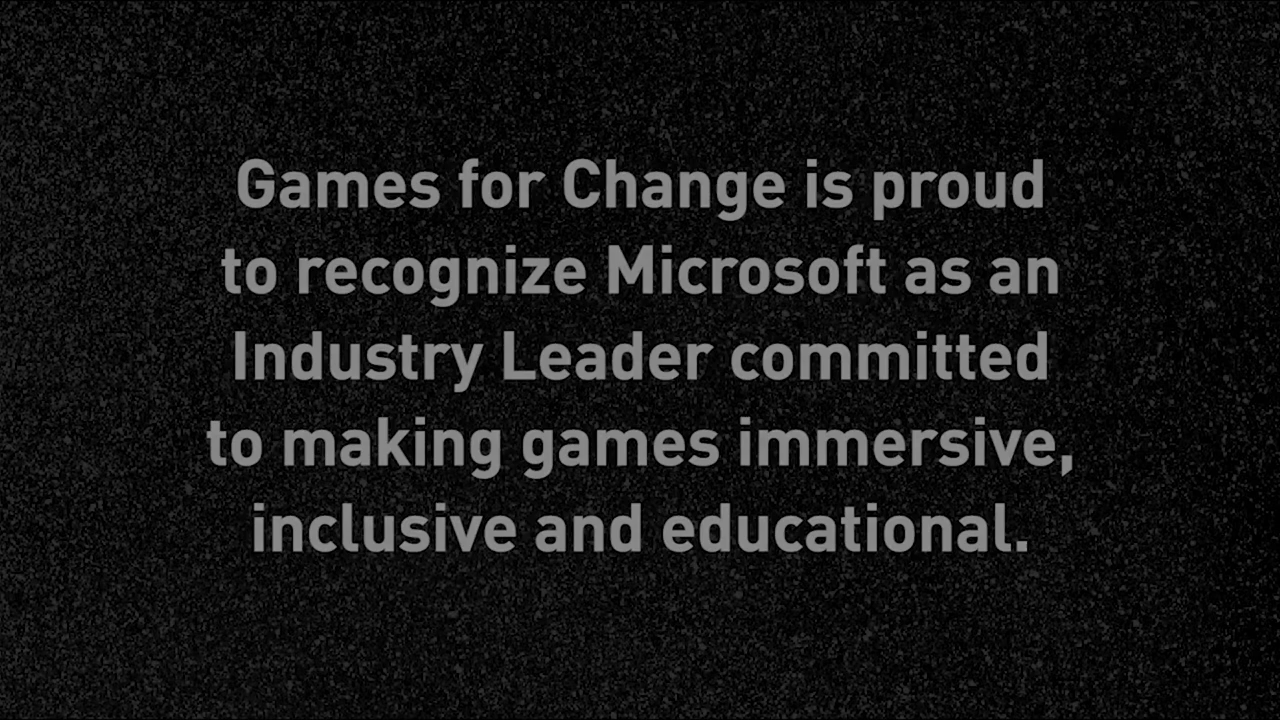 Games for Change is proud
to recognize Microsoft as an
Industry Leader committed
to making games immersive,
inclusive and educational.